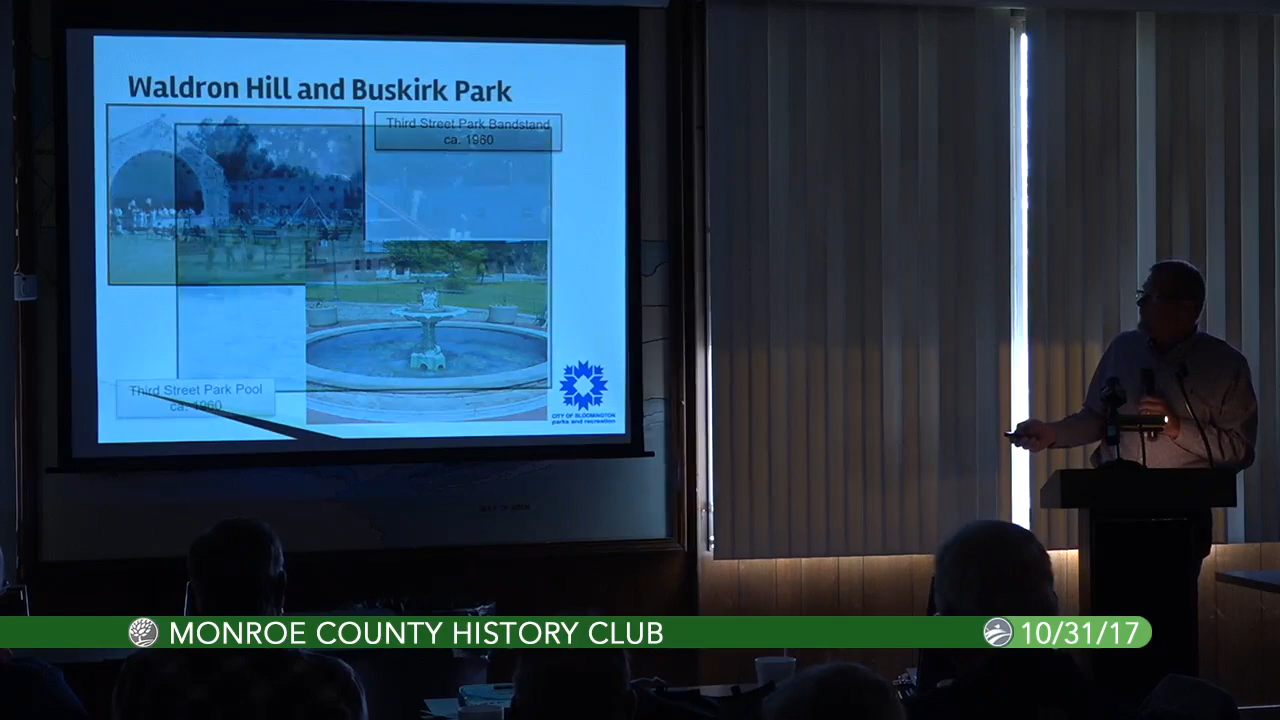 Waldron Hill and Buskirk Park
Third Street Park Bandstand
ca. 1960
Third Street Park Pool
ca. 1960
CITY OF BLOOMINGTON
parks and recreation
MONROE COUNTY HISTORY CLUB
10/31/17